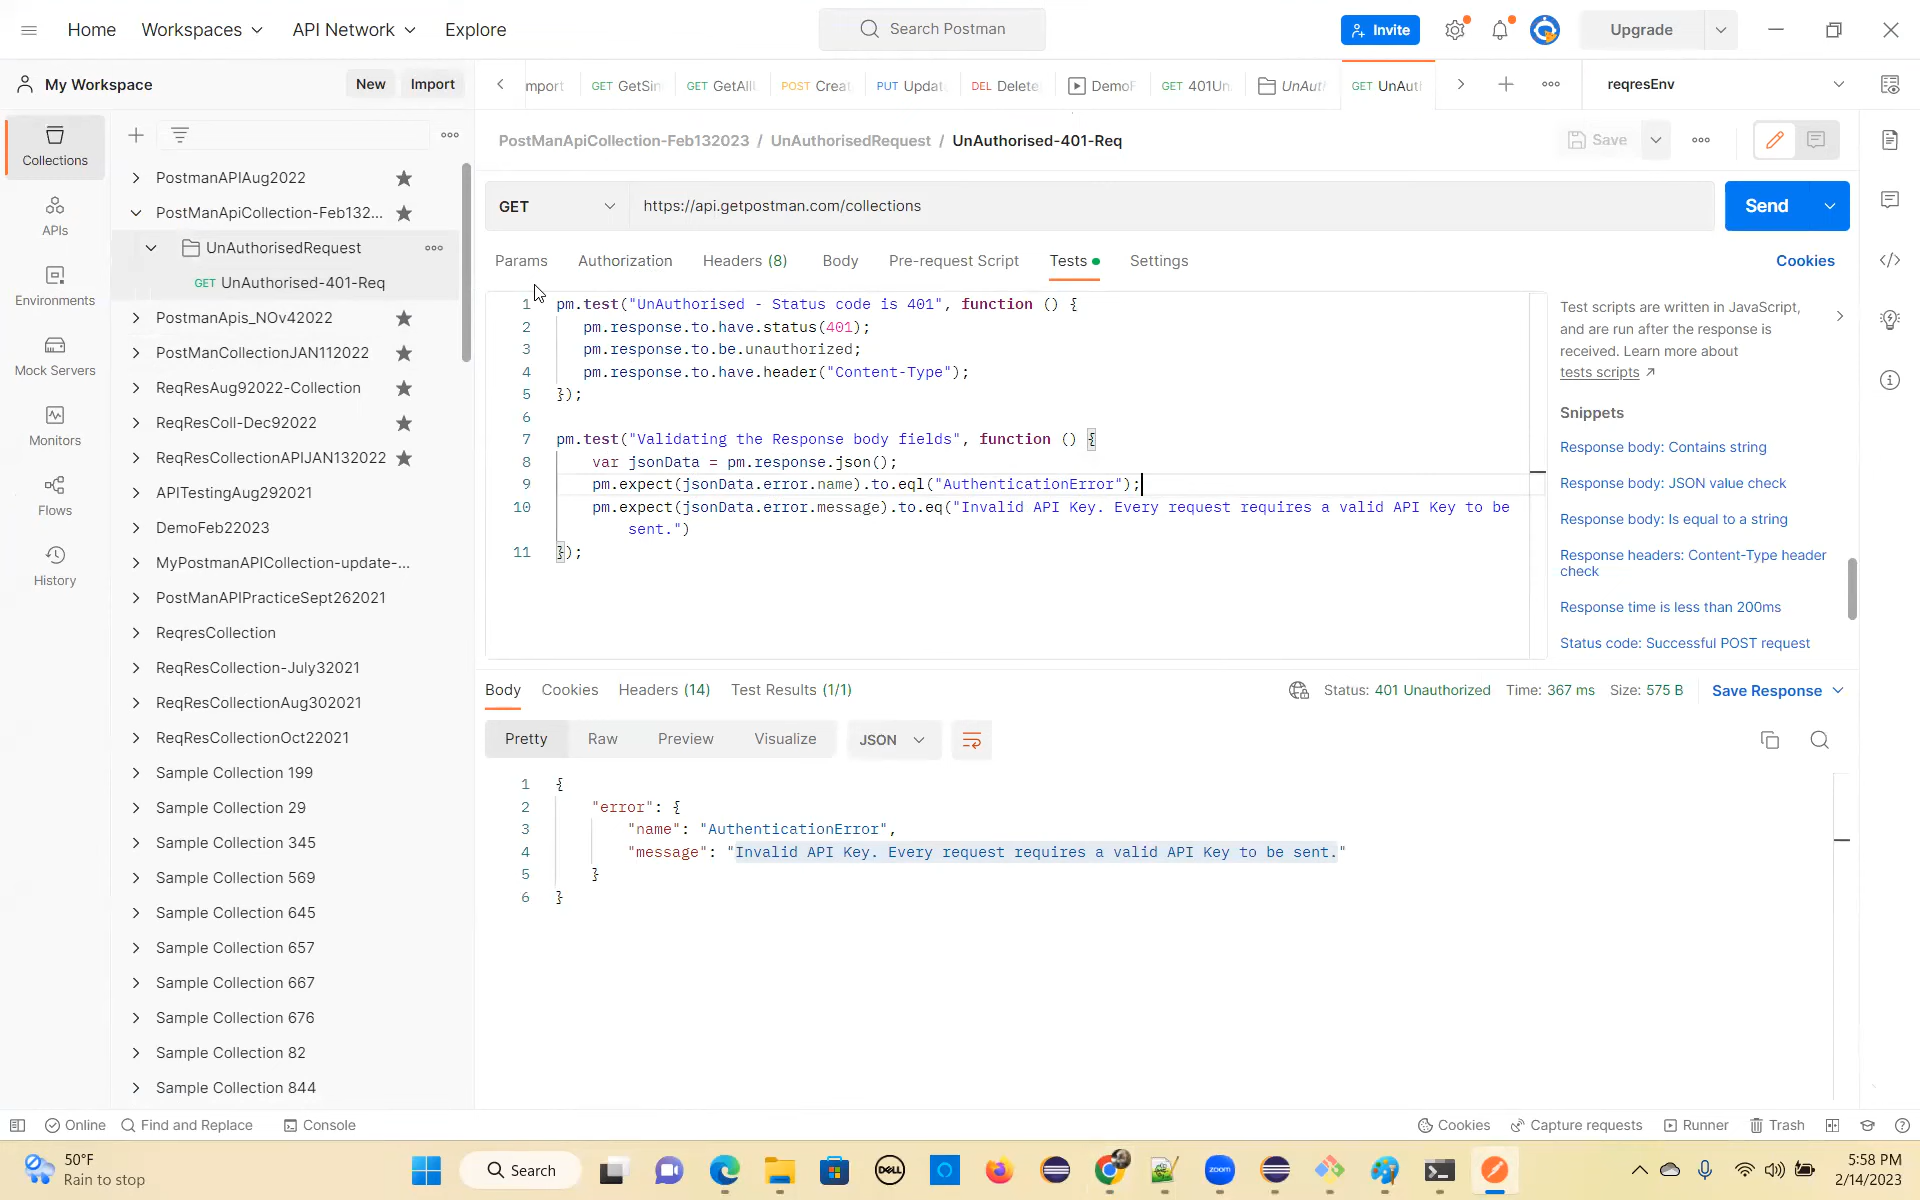 Home
Workspaces
API Network
Explore
Search Postman
Invite
Upgrade
My Workspace
New
Import
mport
GET GetSin
GET GetAllU
POST Creat
PUT Updat
DEL Delete
DemoF
GET 401Un
UnAut
GET UnAut
reqresEnv
PostManApiCollection-Feb132023 / UnAuthorisedRequest / UnAuthorised-401-Req
Save
GET
https://api.getpostman.com/collections
Send
Params
Authorization
Headers (8)
Body
Pre-request Script
Tests
Settings
Cookies
Collections
APIs
Environments
Mock Servers
Monitors
Flows
History
PostmanAPIAug2022
PostManApiCollection-Feb132...
UnAuthorisedRequest
GET UnAuthorised-401-Req
PostmanApis_NOv42022
PostManCollectionJAN112022
ReqResAug92022-Collection
ReqResColl-Dec92022
ReqResCollectionAPIJAN132022
APITestingAug292021
DemoFeb22023
MyPostmanAPICollection-update-...
PostManAPIPracticeSept262021
ReqresCollection
ReqResCollection-July32021
ReqResCollectionAug302021
ReqResCollectionOct22021
Sample Collection 199
Sample Collection 29
Sample Collection 345
Sample Collection 569
Sample Collection 645
Sample Collection 657
Sample Collection 667
Sample Collection 676
Sample Collection 82
Sample Collection 844
1 pm.test("UnAuthorised - Status code is 401", function () {
2 pm.response.to.have.status(401);
3 pm.response.to.be.unauthorized;
4 pm.response.to.have.header("Content-Type");
5 });
6
7 pm.test("Validating the Response body fields", function () {
8 var jsonData = pm.response.json();
9 pm.expect(jsonData.error.name).to.eql("AuthenticationError");
10 pm.expect(jsonData.error.message).to.eq("Invalid API Key. Every request requires a valid API Key to be
sent.")
11 });
Test scripts are written in JavaScript,
and are run after the response is
received. Learn more about
tests scripts
Snippets
Response body: Contains string
Response body: JSON value check
Response body: Is equal to a string
Response headers: Content-Type header
check
Response time is less than 200ms
Status code: Successful POST request
Body
Cookies
Headers (14)
Test Results (1/1)
Status: 401 Unauthorized
Time: 367 ms
Size: 575 B
Save Response
Pretty
Raw
Preview
Visualize
JSON
1 {
2 "error": {
3 "name": "AuthenticationError",
4 "message": "Invalid API Key. Every request requires a valid API Key to be sent."
5 }
6 }
Online
Find and Replace
Console
Cookies
Capture requests
Runner
Trash
50°F
Rain to stop
Search
DELL
zoom
5:58 PM
2/14/2023